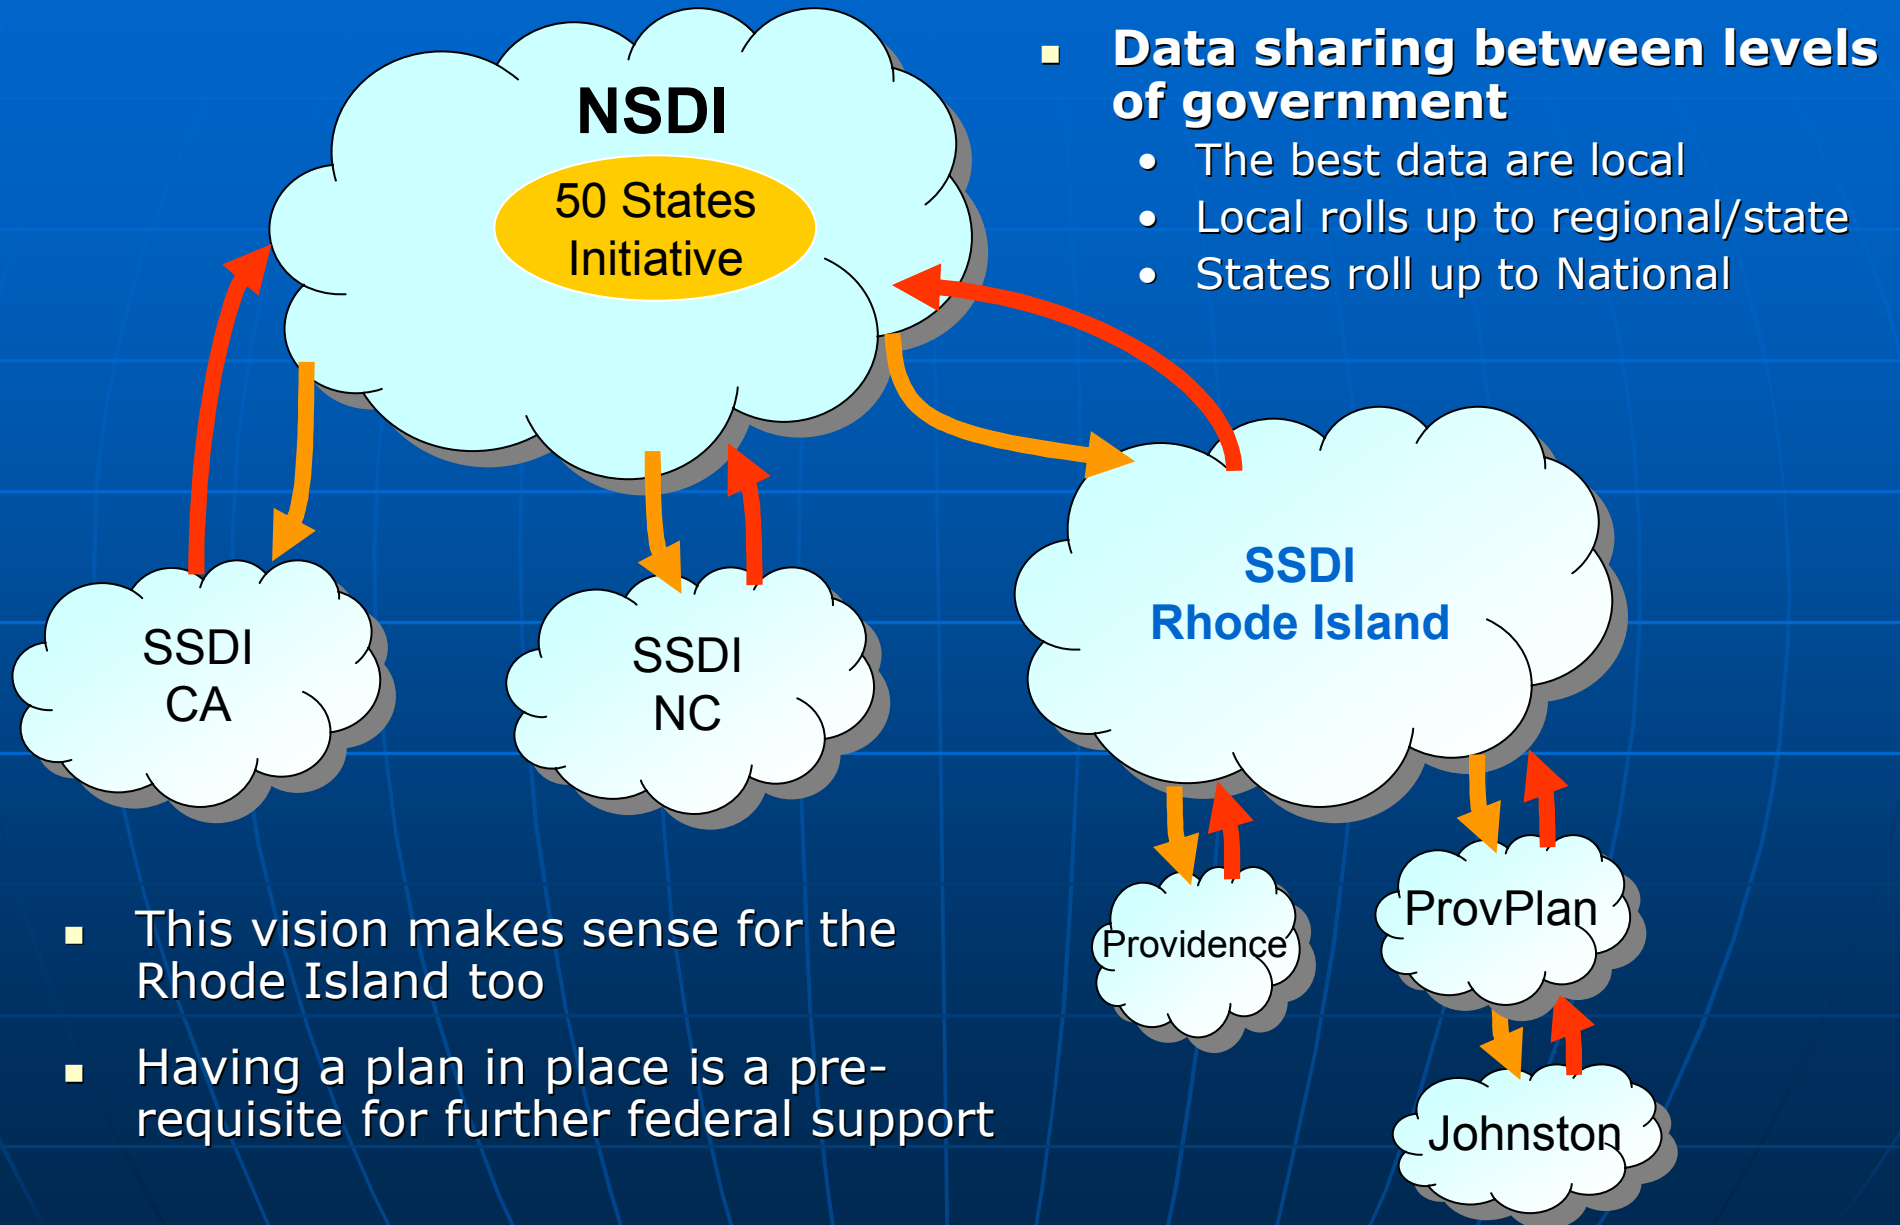 NSDI
50 States
Initiative
Data sharing between levels
of government
The best data are local
Local rolls up to regional/state
States roll up to National
SSDI
CA
SSDI
NC
SSDI
Rhode Island
Providence
ProvPlan
Johnston
This vision makes sense for the
Rhode Island too
Having a plan in place is a pre-
requisite for further federal support